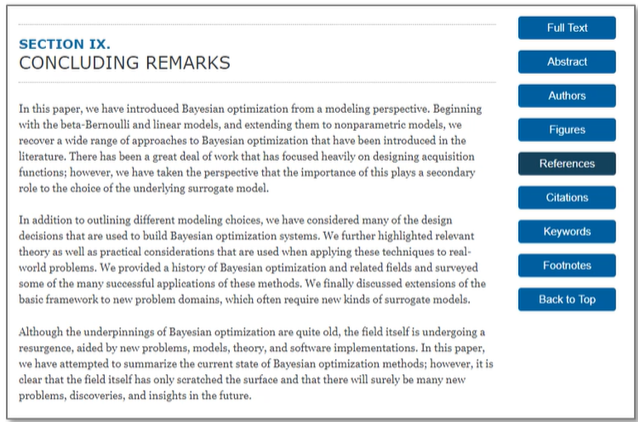 SECTION IX.
CONCLUDING REMARKS
In this paper, we have introduced Bayesian optimization from a modeling perspective. Beginning
with the beta-Bernoulli and linear models, and extending them to nonparametric models, we
recover a wide range of approaches to Bayesian optimization that have been introduced in the
literature. There has been a great deal of work that has focused heavily on designing acquisition
functions; however, we have taken the perspective that the importance of this plays a secondary
role to the choice of the underlying surrogate model.
In addition to outlining different modeling choices, we have considered many of the design
decisions that are used to build Bayesian optimization systems. We further highlighted relevant
theory as well as practical considerations that are used when applying these techniques to real-
world problems. We provided a history of Bayesian optimization and related fields and surveyed
some of the many successful applications of these methods. We finally discussed extensions of the
basic framework to new problem domains, which often require new kinds of surrogate models.
Although the underpinnings of Bayesian optimization are quite old, the field itself is undergoing a
resurgence, aided by new problems, models, theory, and software implementations. In this paper,
we have attempted to summarize the current state of Bayesian optimization methods; however, it is
clear that the field itself has only scratched the surface and that there will surely be many new
problems, discoveries, and insights in the future.
Full Text
Abstract
Authors
Figures
References
Citations
Keywords
Footnotes
Back to Top